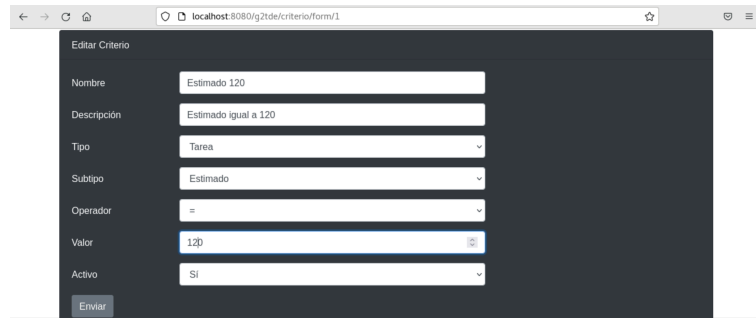 localhost:8080/g2tde/criterio/form/1
Editar Criterio
Nombre Estimado 120
Descripción Estimado igual a 120
Tipo Tarea
Subtipo Estimado
Operador =
Valor 120
Activo Sí
Enviar